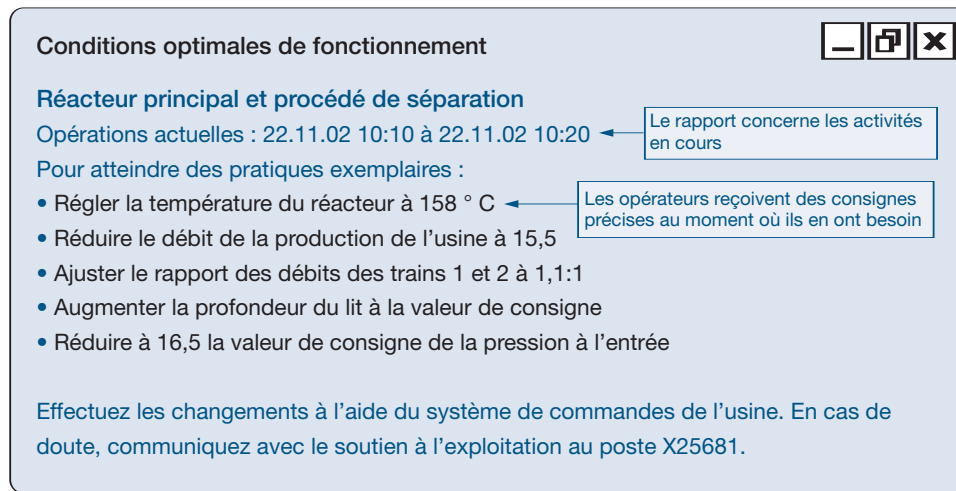 Conditions optimales de fonctionnement
Réacteur principal et procédé de séparation
Opérations actuelles : 22.11.02 10:10 à 22.11.02 10:20
Le rapport concerne les activités
en cours
Pour atteindre des pratiques exemplaires :
• Régler la température du réacteur à 158 ° C
Les opérateurs reçoivent des consignes
précises au moment où ils en ont besoin
• Réduire le débit de la production de l'usine à 15,5
• Ajuster le rapport des débits des trains 1 et 2 à 1,1:1
• Augmenter la profondeur du lit à la valeur de consigne
• Réduire à 16,5 la valeur de consigne de la pression à l'entrée
Effectuez les changements à l'aide du système de commandes de l'usine. En cas de
doute, communiquez avec le soutien à l'exploitation au poste X25681.